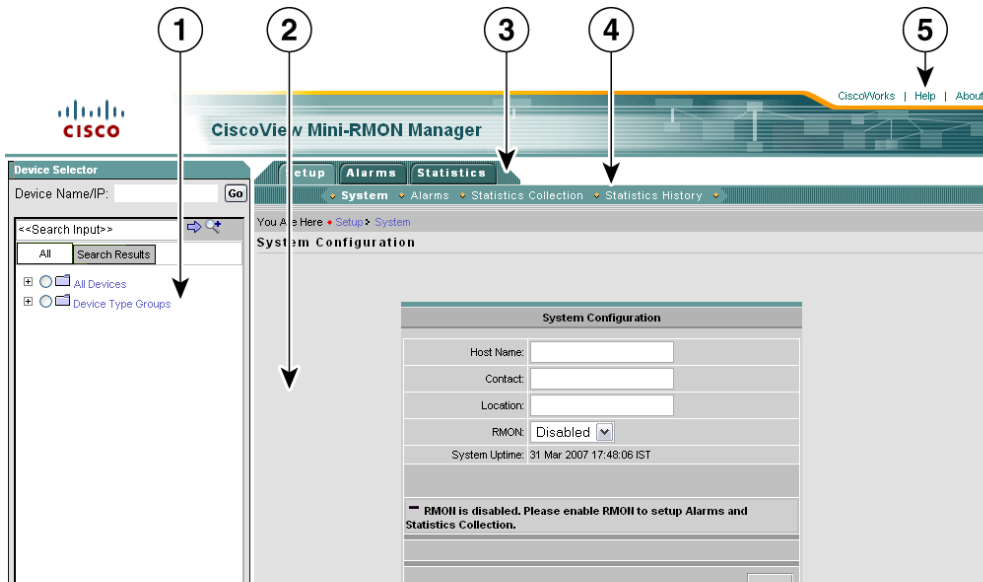 1 2 3 4 5
CiscoWorks | Help | About
CISCO
CiscoView Mini-RMON Manager
Device Selector
Setup Alarms Statistics
Device Name/IP: Go
System Alarms Statistics Collection Statistics History
<<Search Input>>
You Are Here Setup System
System Configuration
All Search Results
All Devices
Device Type Groups
System Configuration
Host Name:
Contact:
Location:
RMON: Disabled
System Uptime: 31 Mar 2007 17:48:06 IST
RMON is disabled. Please enable RMON to setup Alarms and
Statistics Collection.